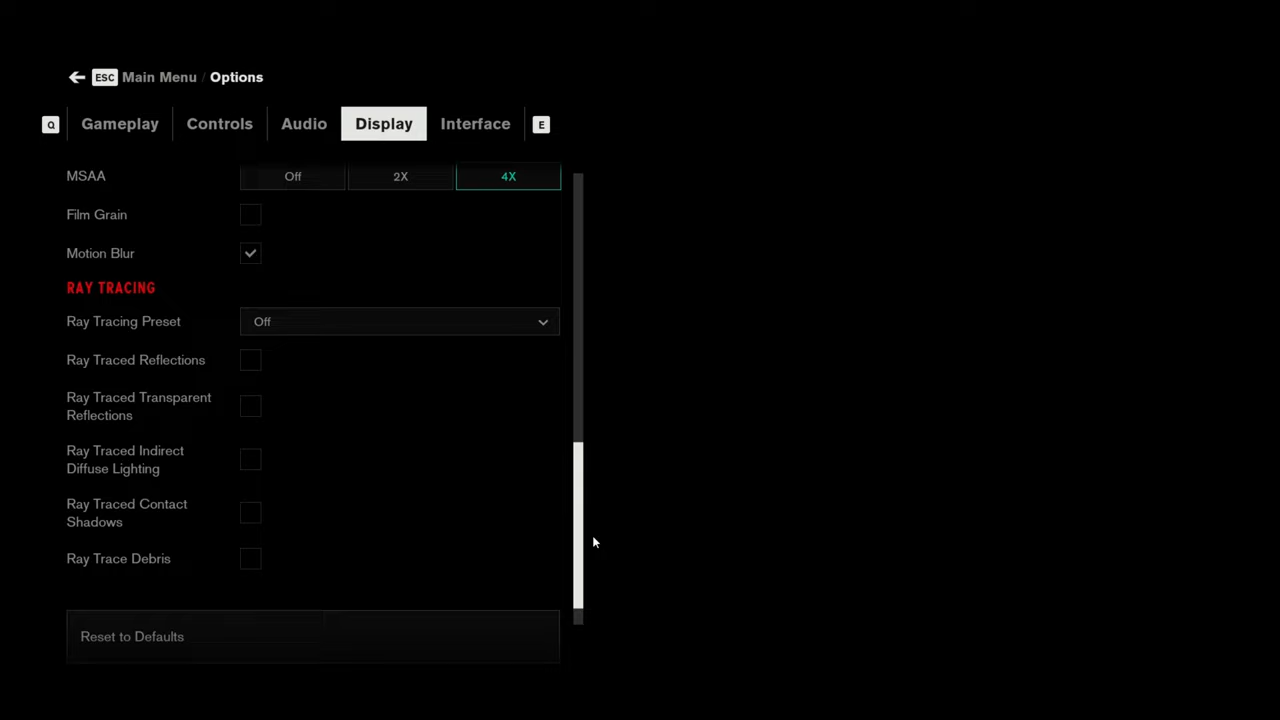 ESC Main Menu / Options
Q Gameplay Controls Audio Display Interface E
MSAA Off 2X 4X
Film Grain
Motion Blur
RAY TRACING
Ray Tracing Preset Off
Ray Traced Reflections
Ray Traced Transparent
Reflections
Ray Traced Indirect
Diffuse Lighting
Ray Traced Contact
Shadows
Ray Trace Debris
Reset to Defaults